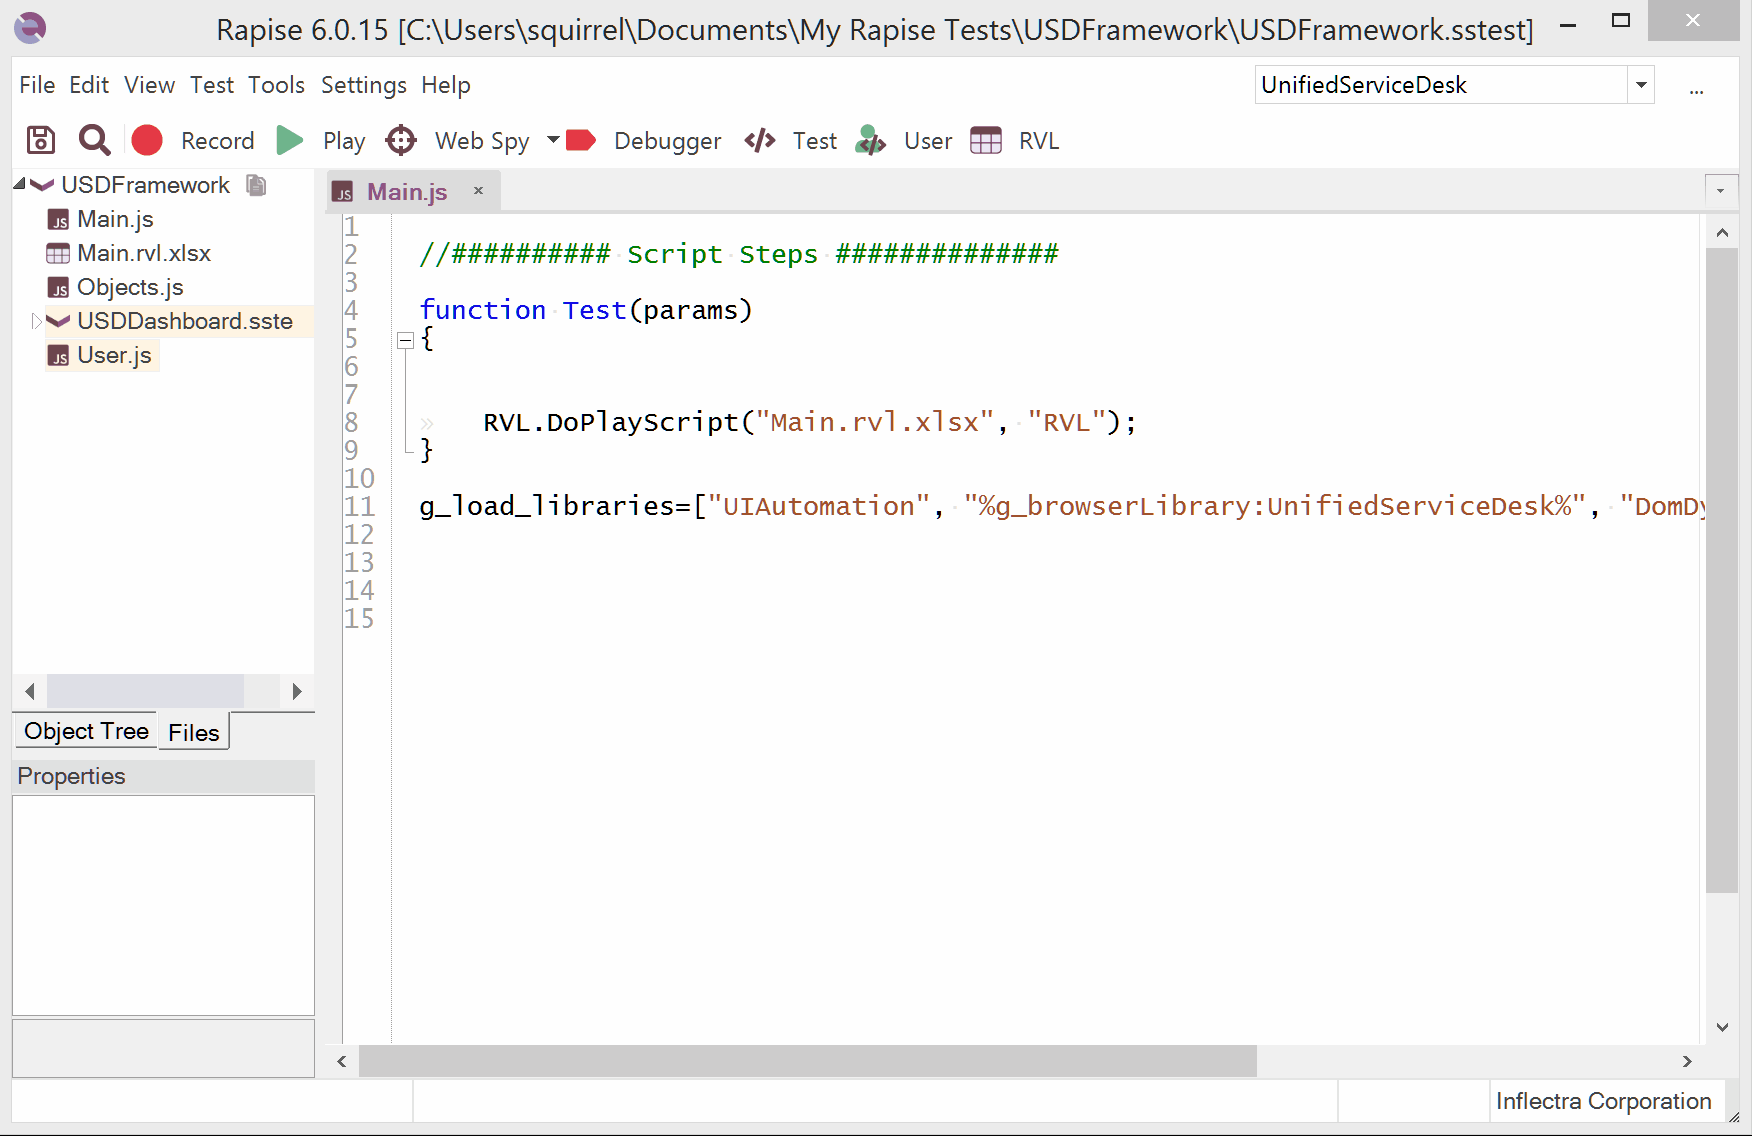 Rapise 6.0.15 [C:\Users\squirrel\Documents\My Rapise Tests\USDFramework\USDFramework.sstest]
File Edit View Test Tools Settings Help
UnifiedServiceDesk
...
Record Play Web Spy Debugger Test User RVL
USDFramework
Main.js
Main.rvl.xlsx
Objects.js
USDDashboard.sste
User.js
Object Tree Files
Properties
Main.js
1
2 //########## Script Steps ##############
3
4 function Test(params)
5 {
6
7
8 RVL.DoPlayScript("Main.rvl.xlsx", "RVL");
9 }
10
11 g_load_libraries=["UIAutomation", "%g_browserLibrary:UnifiedServiceDesk%", "DomDy
12
13
14
15
Inflectra Corporation